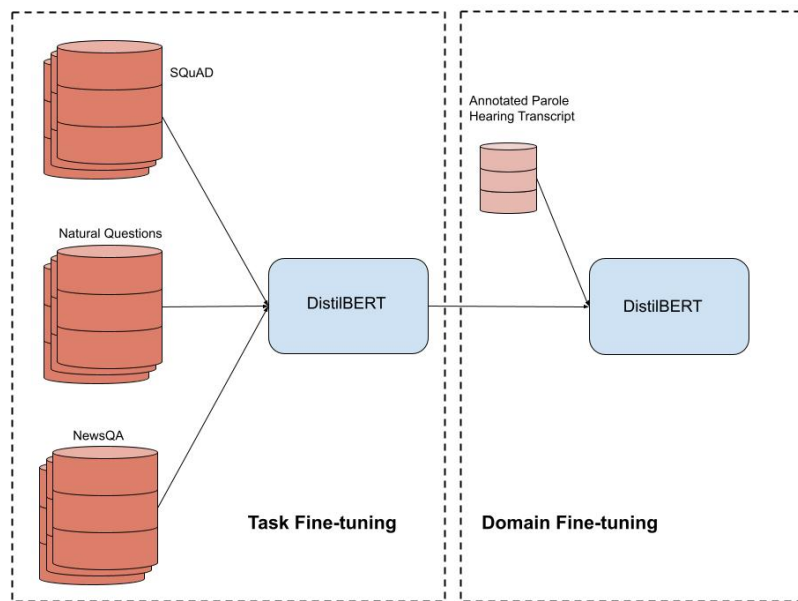 SQuAD
Natural Questions
DistilBERT
NewsQA
Task Fine-tuning
Annotated Parole
Hearing Transcript
DistilBERT
Domain Fine-tuning